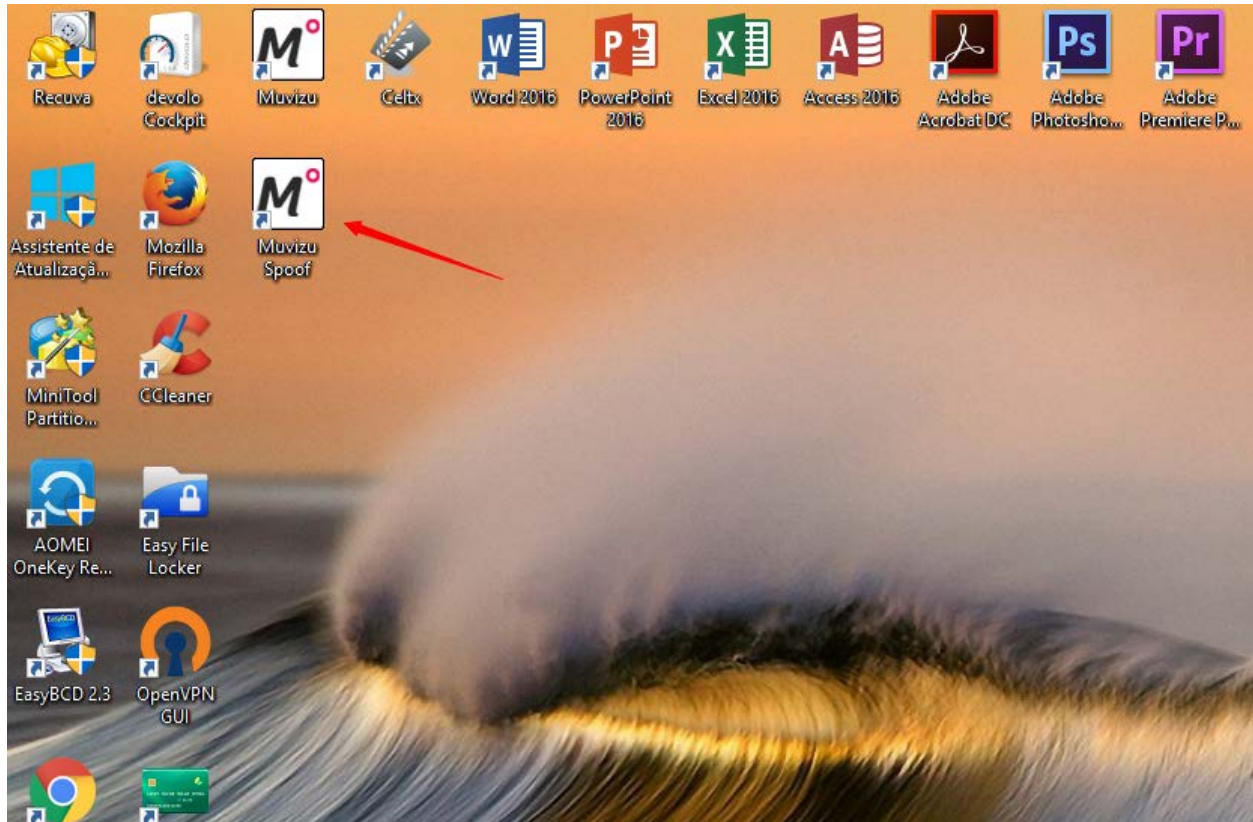 Recuva
devolo
Cockpit
Muvizu
Celtx
Word 2016
PowerPoint
2016
Excel 2016
Access 2016
Adobe
Acrobat DC
Adobe
Photosho...
Adobe
Premiere P...
Assistente de
Atualizaçã...
Mozilla
Firefox
Muvizu
Spoof
MiniTool
Partitio...
CCleaner
AOMEI
OneKey Re...
Easy File
Locker
EasyBCD 2.3
OpenVPN
GUI